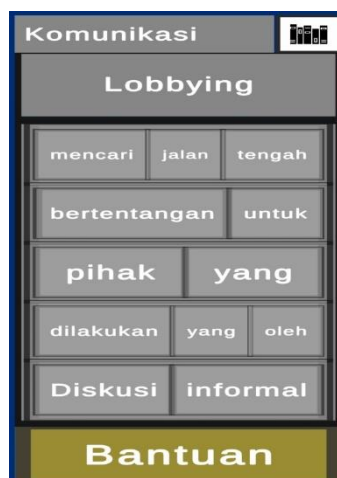 Komunikasi
Lobbying
mencari jalan tengah
bertentangan untuk
pihak yang
dilakukan yang oleh
Diskusi informal
Bantuan